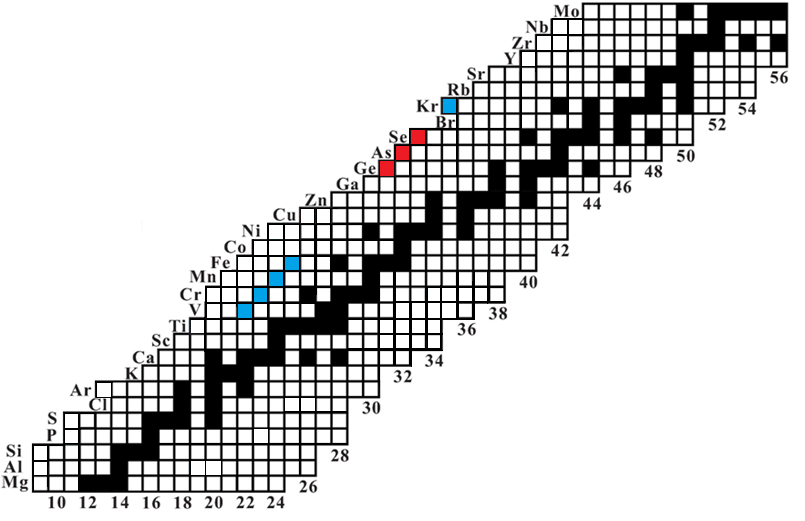 Mo
Nb
Zr
Y
56
Sr
54
Rb
Kr
52
Br
Se
50
As
48
Ge
46
Ga
44
Zn
Cu
42
Ni
Co
40
Fe
Mn
38
Cr
36
V
Ti
34
Sc
32
Ca
K
30
Ar
Cl
S
P
28
Si
Al
26
Mg
10 12 14 16 18 20 22 24